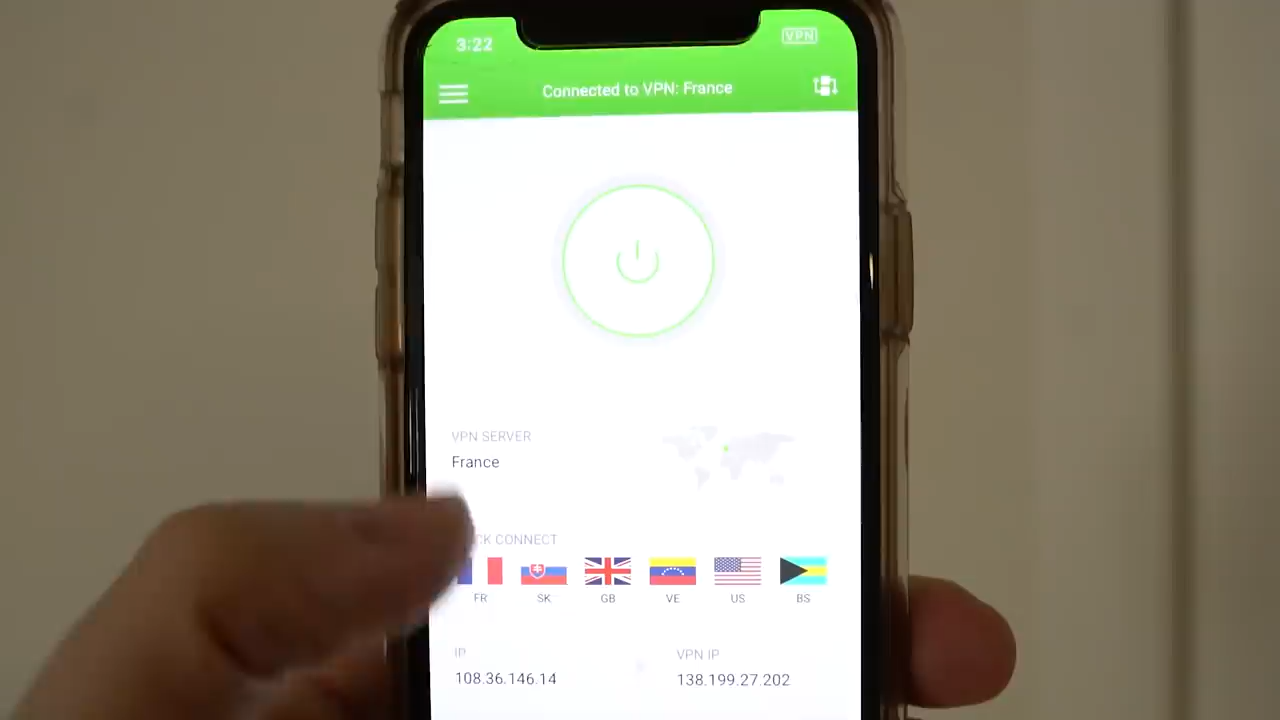 3:22 VPN
Connected to VPN: France
VPN SERVER
France
CONNECT
FR SK GB VE US BS
IP VPN IP
108.36.146.14 138.199.27.202